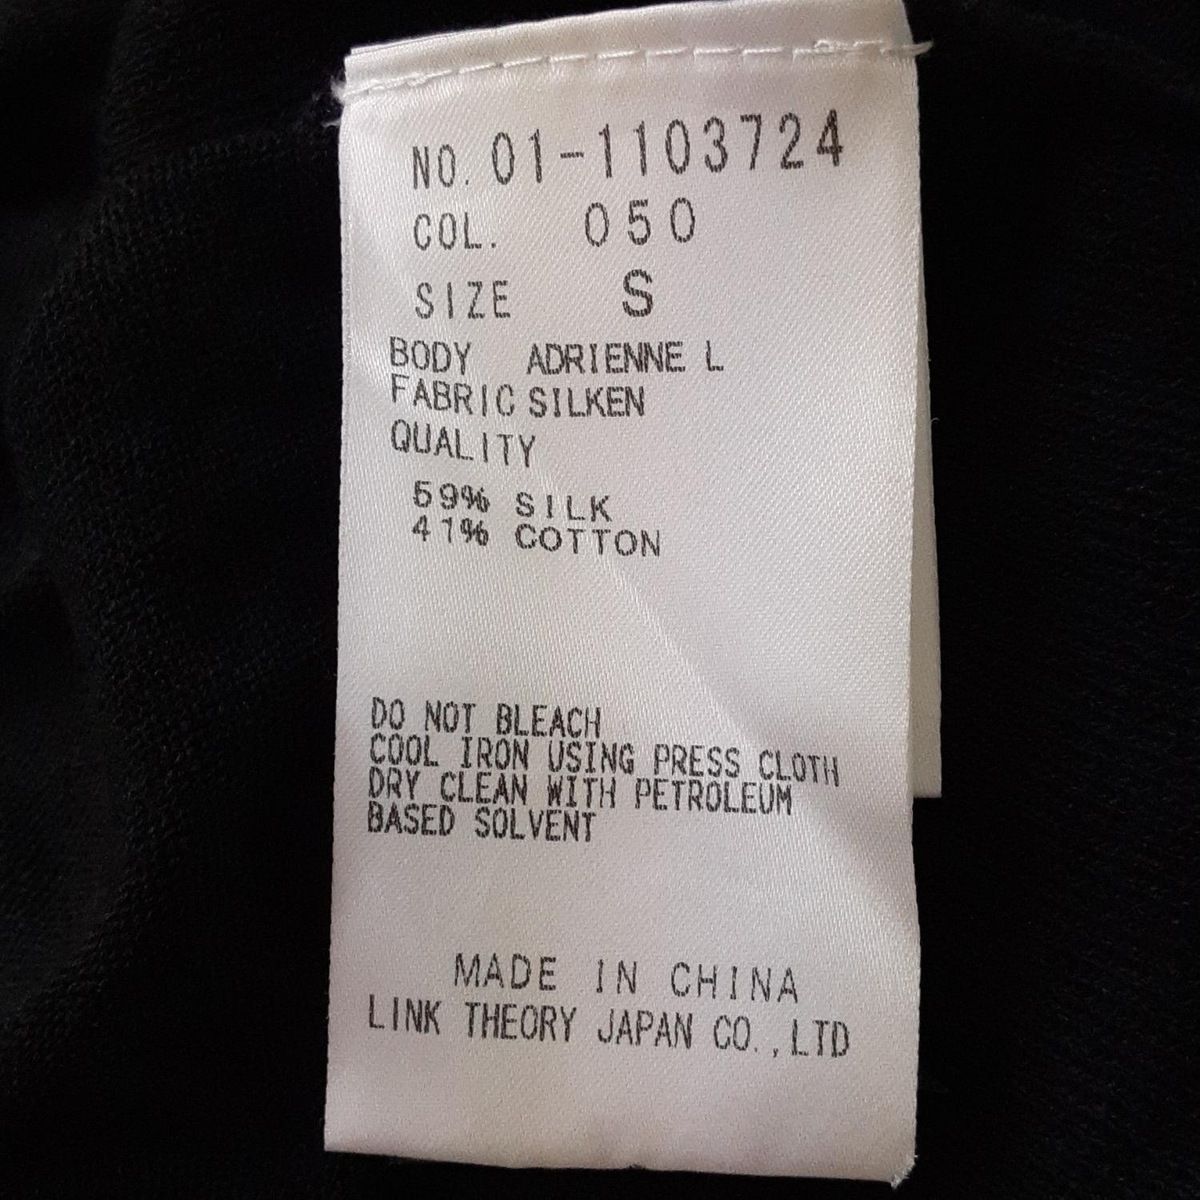 NO. 01-1103724
COL. 050
SIZE S
BODY ADRIENNE L
FABRIC SILKEN
QUALITY
59% SILK
41% COTTON
DO NOT BLEACH
COOL IRON USING PRESS CLOTH
DRY CLEAN WITH PETROLEUM
BASED SOLVENT
MADE IN CHINA
LINK THEORY JAPAN CO.,LTD